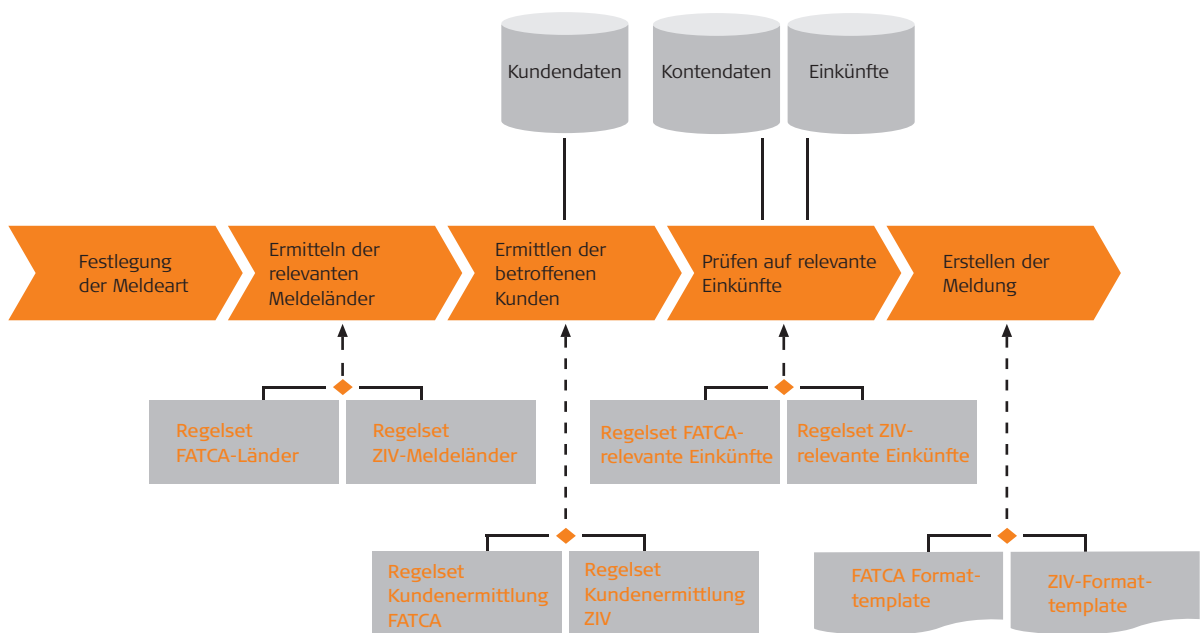 Kundendaten
Kontendaten
Einkünfte
Festlegung
der Meldeart
Ermitteln der
relevanten
Meldeländer
Ermittlen der
betroffenen
Kunden
Prüfen auf relevante
Einkünfte
Erstellen der
Meldung
Regelset
FATCA-Länder
Regelset
ZIV-Meldeländer
Regelset FATCA-
relevante Einkünfte
Regelset ZIV-
relevante Einkünfte
Regelset
Kundenermittlung
FATCA
Regelset
Kundenermittlung
ZIV
FATCA Format-
template
ZIV-Format-
template